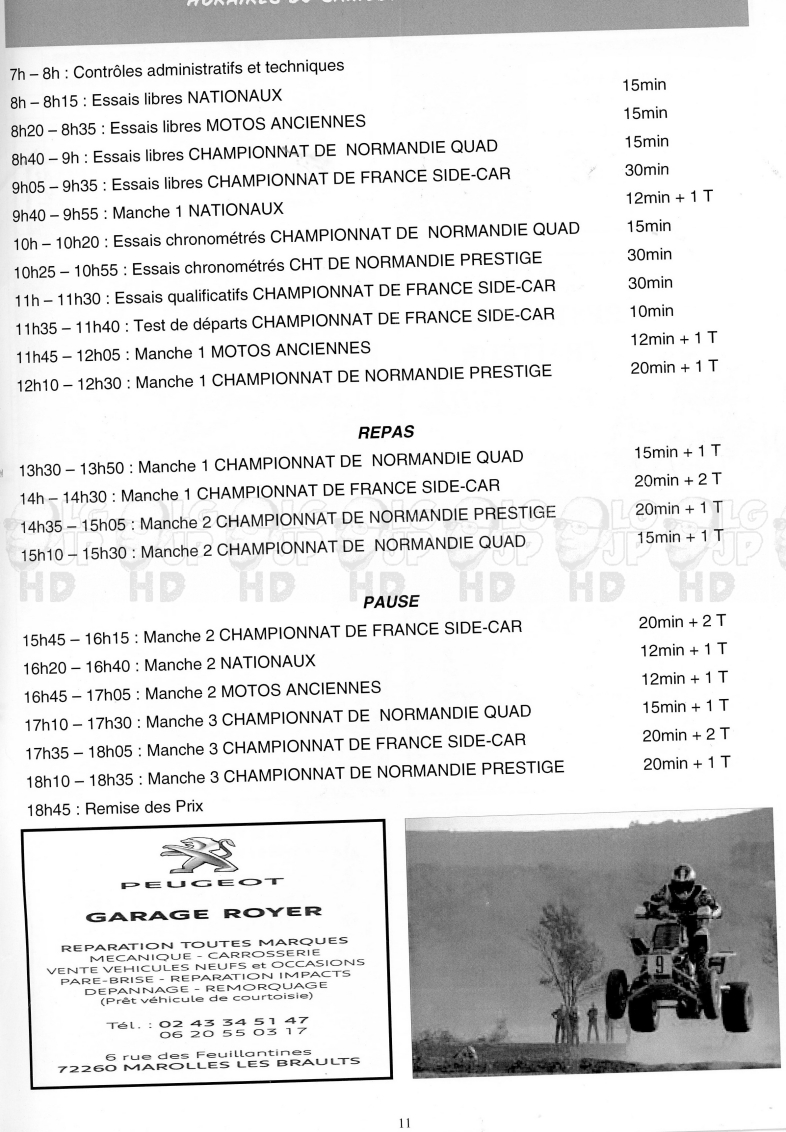 HORAIRES DU
7h – 8h : Contrôles administratifs et techniques
8h – 8h15 : Essais libres NATIONAUX 15min
8h20 – 8h35 : Essais libres MOTOS ANCIENNES 15min
8h40 – 9h : Essais libres CHAMPIONNAT DE NORMANDIE QUAD 15min
9h05 – 9h35 : Essais libres CHAMPIONNAT DE FRANCE SIDE-CAR 30min
9h40 – 9h55 : Manche 1 NATIONAUX 12min + 1 T
10h – 10h20 : Essais chronométrés CHAMPIONNAT DE NORMANDIE QUAD 15min
10h25 – 10h55 : Essais chronométrés CHT DE NORMANDIE PRESTIGE 30min
11h – 11h30 : Essais qualificatifs CHAMPIONNAT DE FRANCE SIDE-CAR 30min
11h35 – 11h40 : Test de départs CHAMPIONNAT DE FRANCE SIDE-CAR 10min
11h45 – 12h05 : Manche 1 MOTOS ANCIENNES 12min + 1 T
12h10 – 12h30 : Manche 1 CHAMPIONNAT DE NORMANDIE PRESTIGE 20min + 1 T
REPAS
13h30 – 13h50 : Manche 1 CHAMPIONNAT DE NORMANDIE QUAD 15min + 1 T
14h – 14h30 : Manche 1 CHAMPIONNAT DE FRANCE SIDE-CAR 20min + 2 T
14h35 – 15h05 : Manche 2 CHAMPIONNAT DE NORMANDIE PRESTIGE 20min + 1 T
15h10 – 15h30 : Manche 2 CHAMPIONNAT DE NORMANDIE QUAD 15min + 1 T
PAUSE
15h45 – 16h15 : Manche 2 CHAMPIONNAT DE FRANCE SIDE-CAR 20min + 2 T
16h20 – 16h40 : Manche 2 NATIONAUX 12min + 1 T
16h45 – 17h05 : Manche 2 MOTOS ANCIENNES 12min + 1 T
17h10 – 17h30 : Manche 3 CHAMPIONNAT DE NORMANDIE QUAD 15min + 1 T
17h35 – 18h05 : Manche 3 CHAMPIONNAT DE FRANCE SIDE-CAR 20min + 2 T
18h10 – 18h35 : Manche 3 CHAMPIONNAT DE NORMANDIE PRESTIGE 20min + 1 T
18h45 : Remise des Prix
PEUGEOT
GARAGE ROYER
REPARATION TOUTES MARQUES
MECANIQUE - CARROSSERIE
VENTE VEHICULES NEUFS et OCCASIONS
PARE-BRISE - REPARATION IMPACTS
DEPANNAGE - REMORQUAGE
(Prêt véhicule de courtoisie)
Tél. : 02 43 34 51 47
06 20 55 03 17
6 rue des Feuillantines
72260 MAROLLES LES BRAULTS
9
11